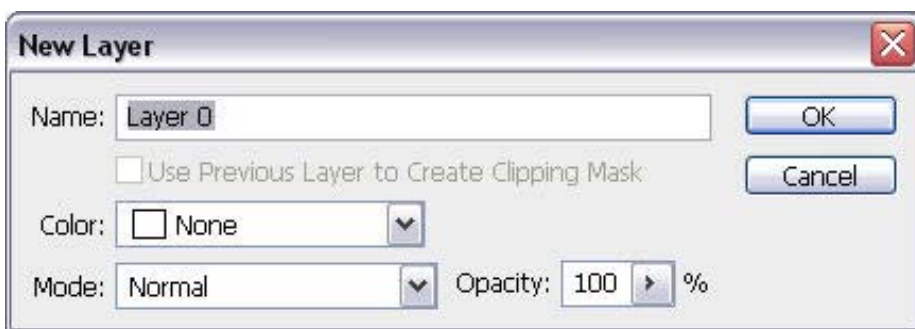 New Layer
Name: Layer 0
OK
Use Previous Layer to Create Clipping Mask
Cancel
Color: None
Mode: Normal Opacity: 100 %